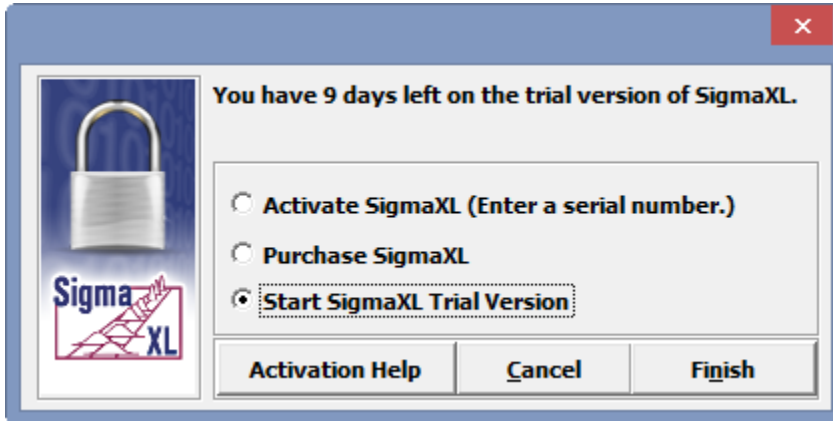 You have 9 days left on the trial version of SigmaXL.
Activate SigmaXL (Enter a serial number.)
Purchase SigmaXL
Start SigmaXL Trial Version
Sigma
XL
Activation Help
Cancel
Finish